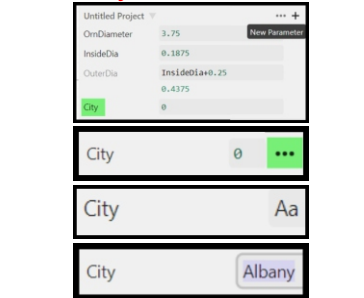 Untitled Project
OrnDiameter 3.75 New Parameter
InsideDia 0.1875
OuterDia InsideDia+0.25
0.4375
City 0
City 0
City Aa
City Albany